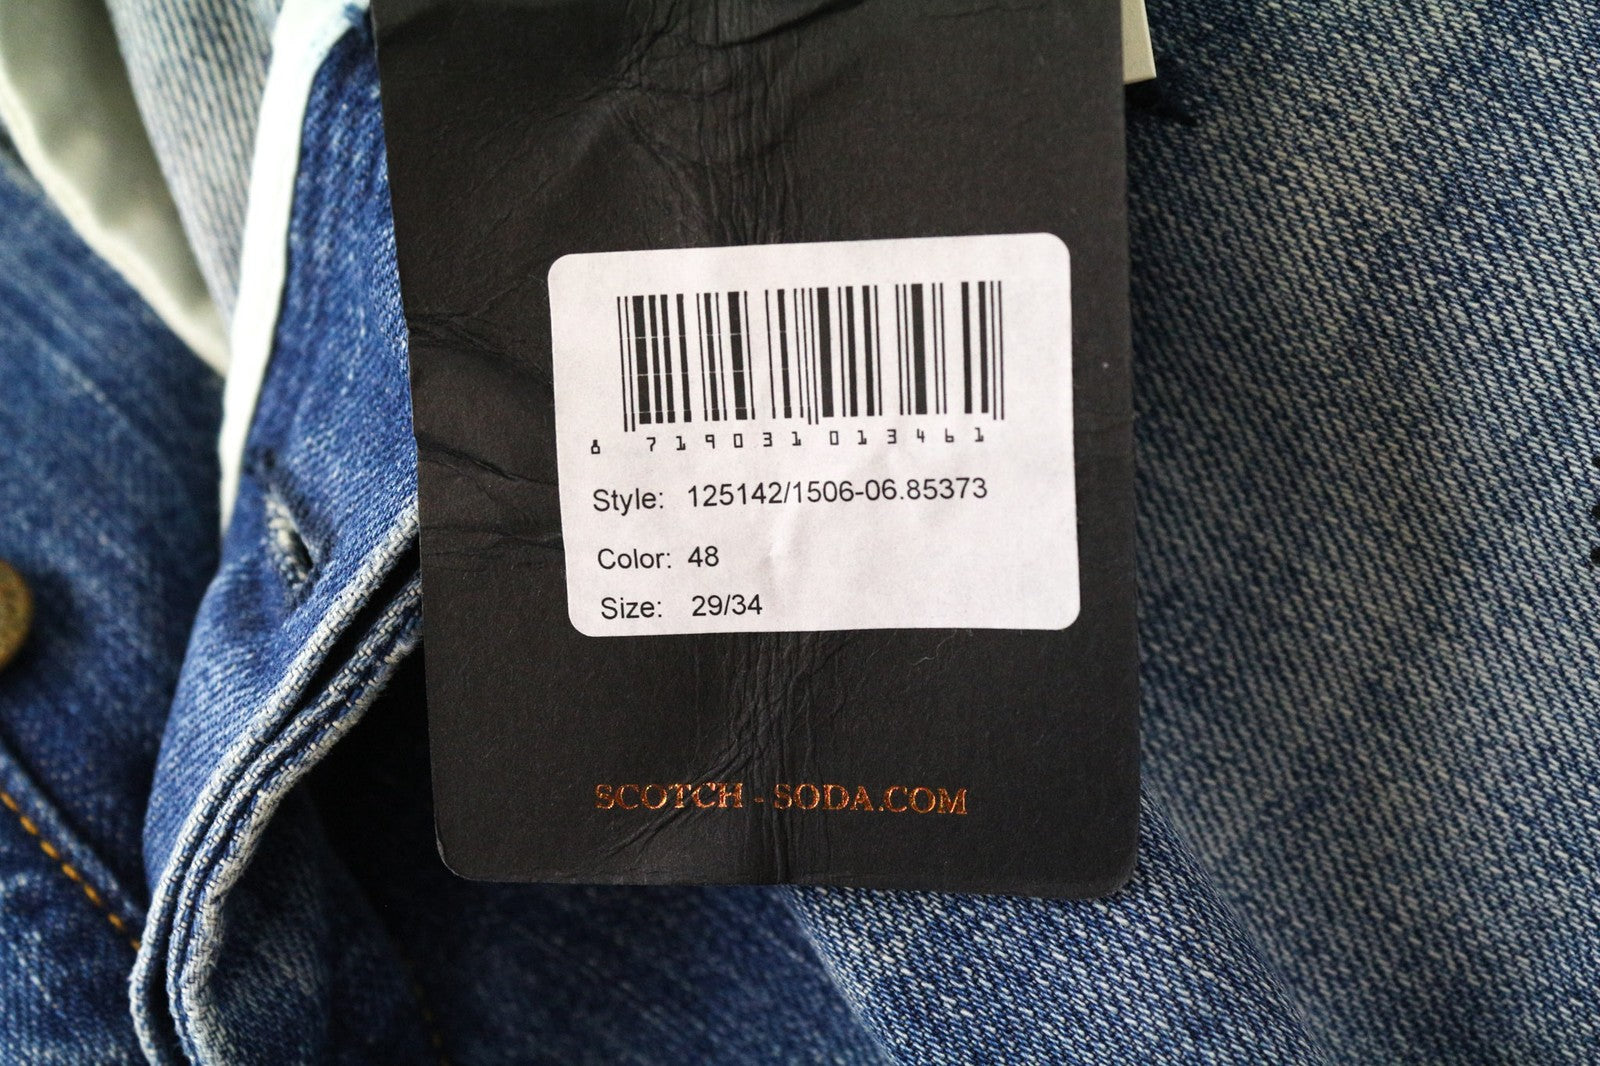 8 719031 013461
Style: 125142/1506-06.85373
Color: 48
Size: 29/34
SCOTCH - SODA.COM